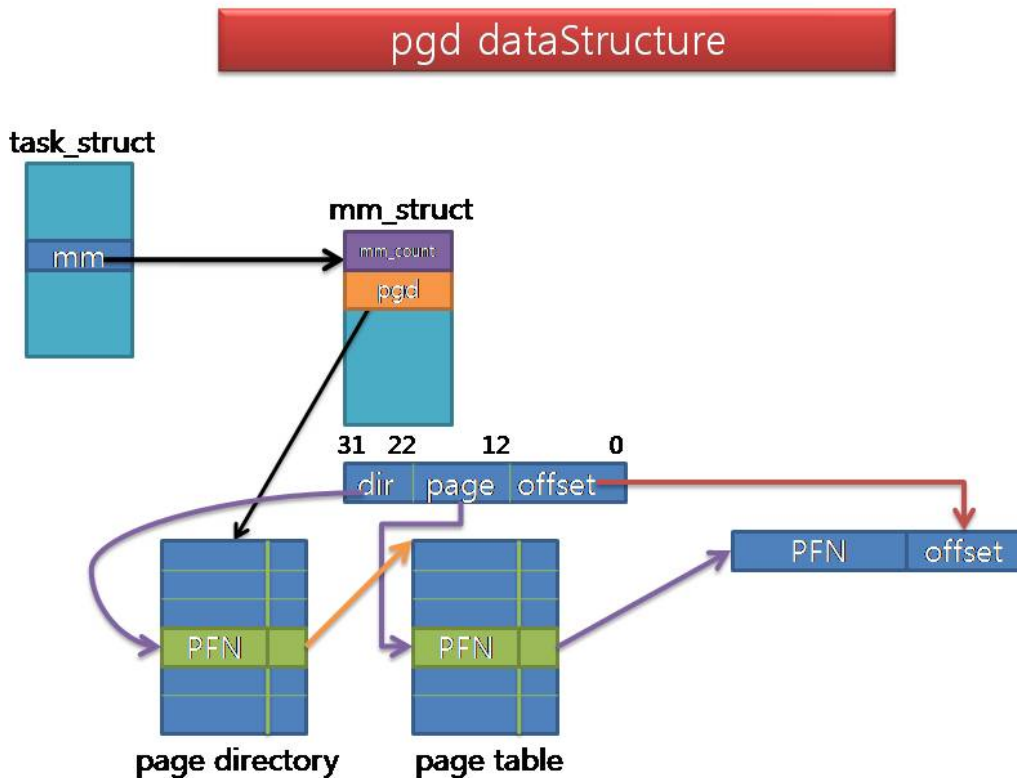 pgd dataStructure
task_struct
mm
mm_struct
mm_count
pgd
31 22 12 0
dir page offset
PFN offset
PFN
PFN
page directory
page table